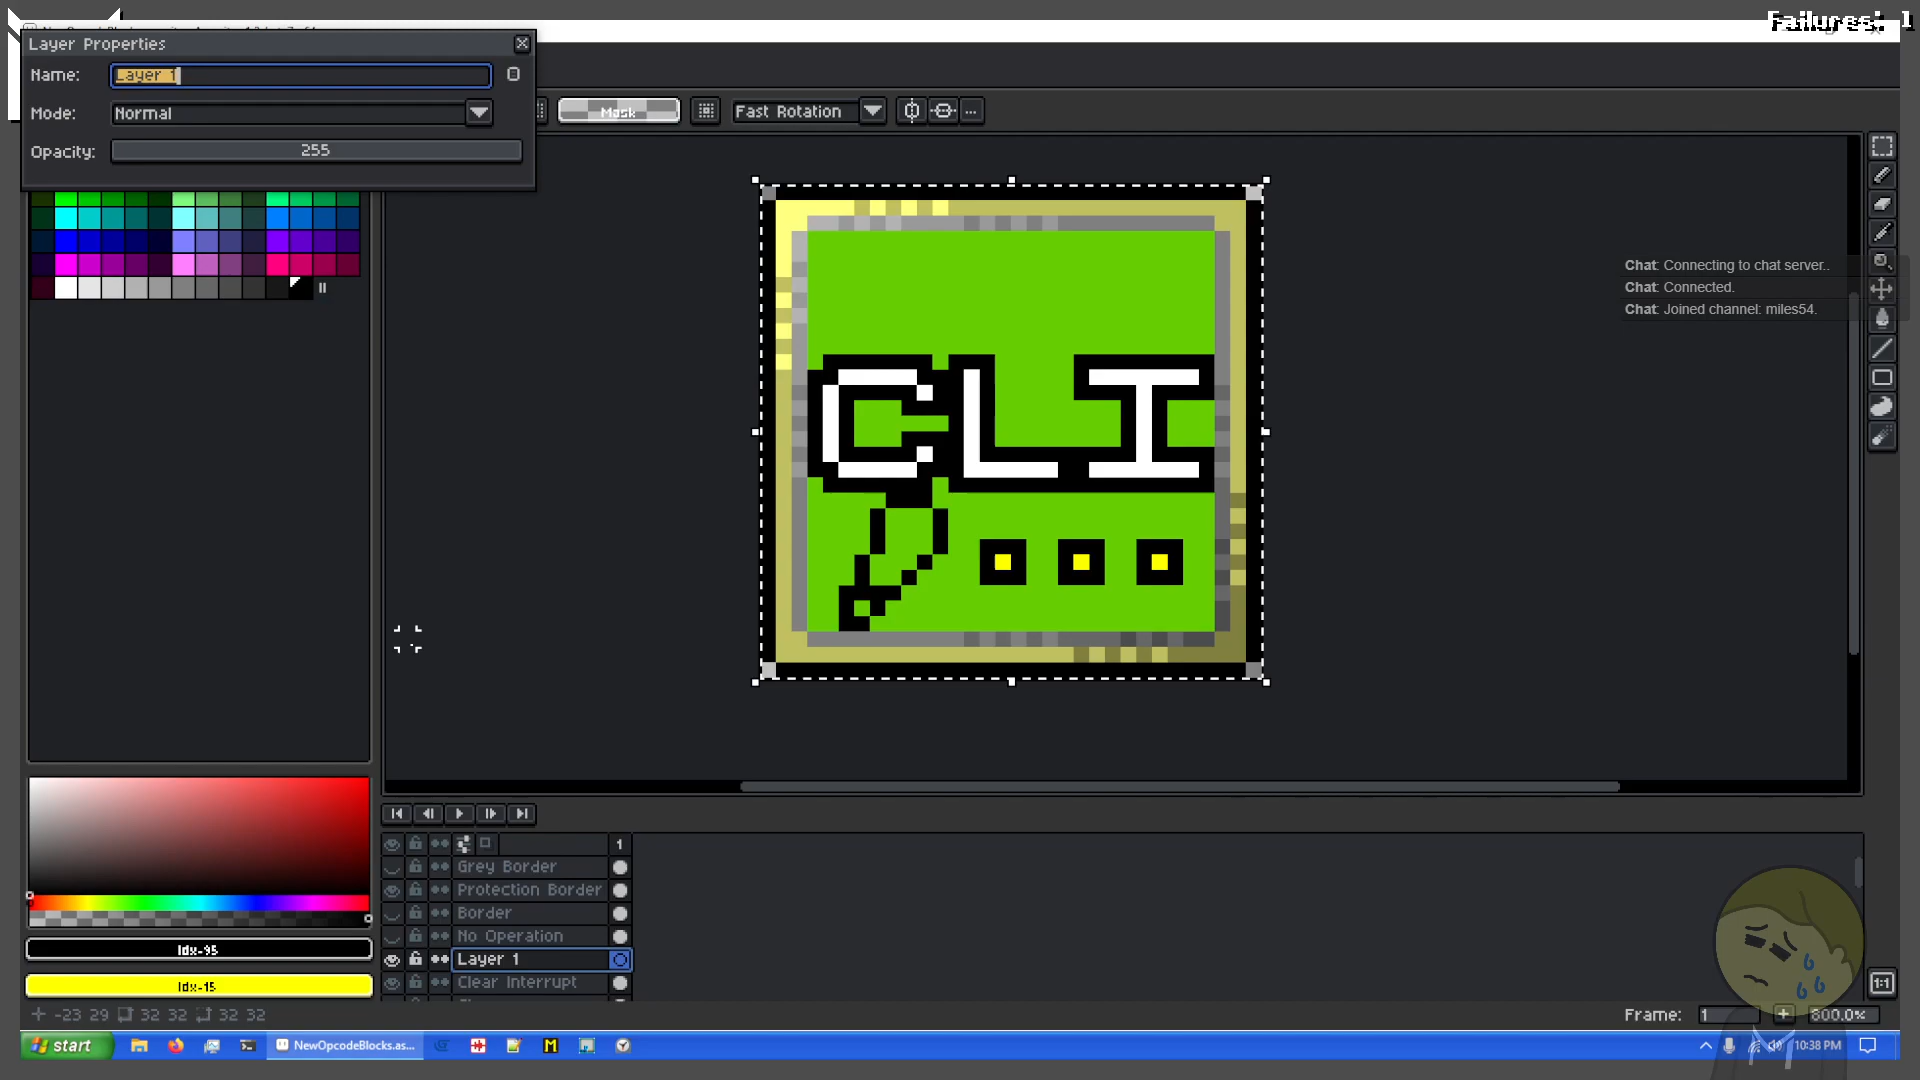 Failures: 1
Layer Properties
Name: Layer 1
Mode: Normal
Opacity: 255
Mask
Fast Rotation
...
Chat: Connecting to chat server..
Chat: Connected.
Chat: Joined channel: miles54.
CLI
1
Grey Border
Protection Border
Border
No Operation
Layer 1
Clear Interrupt
Idx-95
Idx-15
-23 29 32 32 32 32
Frame: 1
800.0%
1:1
start
NewOpcodeBlocks.as...
10:38 PM